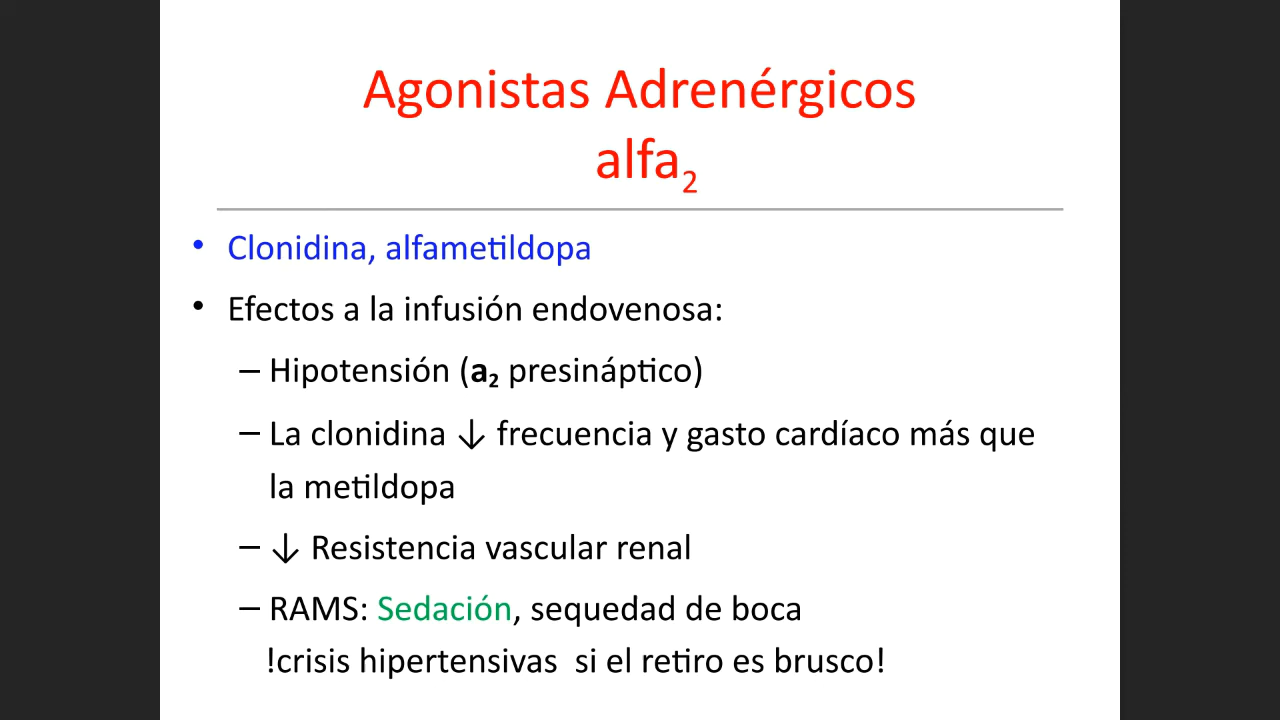 Agonistas Adrenérgicos
alfa₂
• Clonidina, alfametildopa
• Efectos a la infusión endovenosa:
– Hipotensión (a₂ presináptico)
– La clonidina ↓ frecuencia y gasto cardíaco más que
la metildopa
– ↓ Resistencia vascular renal
– RAMS: Sedación, sequedad de boca
!crisis hipertensivas  si el retiro es brusco!